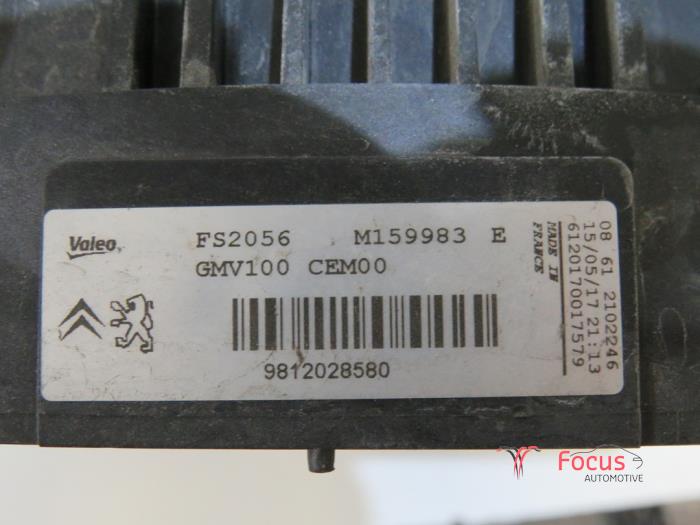 Valeo
FS2056 M159983 E
GMV100 CEM00
9812028580
MADE IN
FRANCE
08 61 2102246
15/05/17 21:13
6120170017579
Focus
AUTOMOTIVE